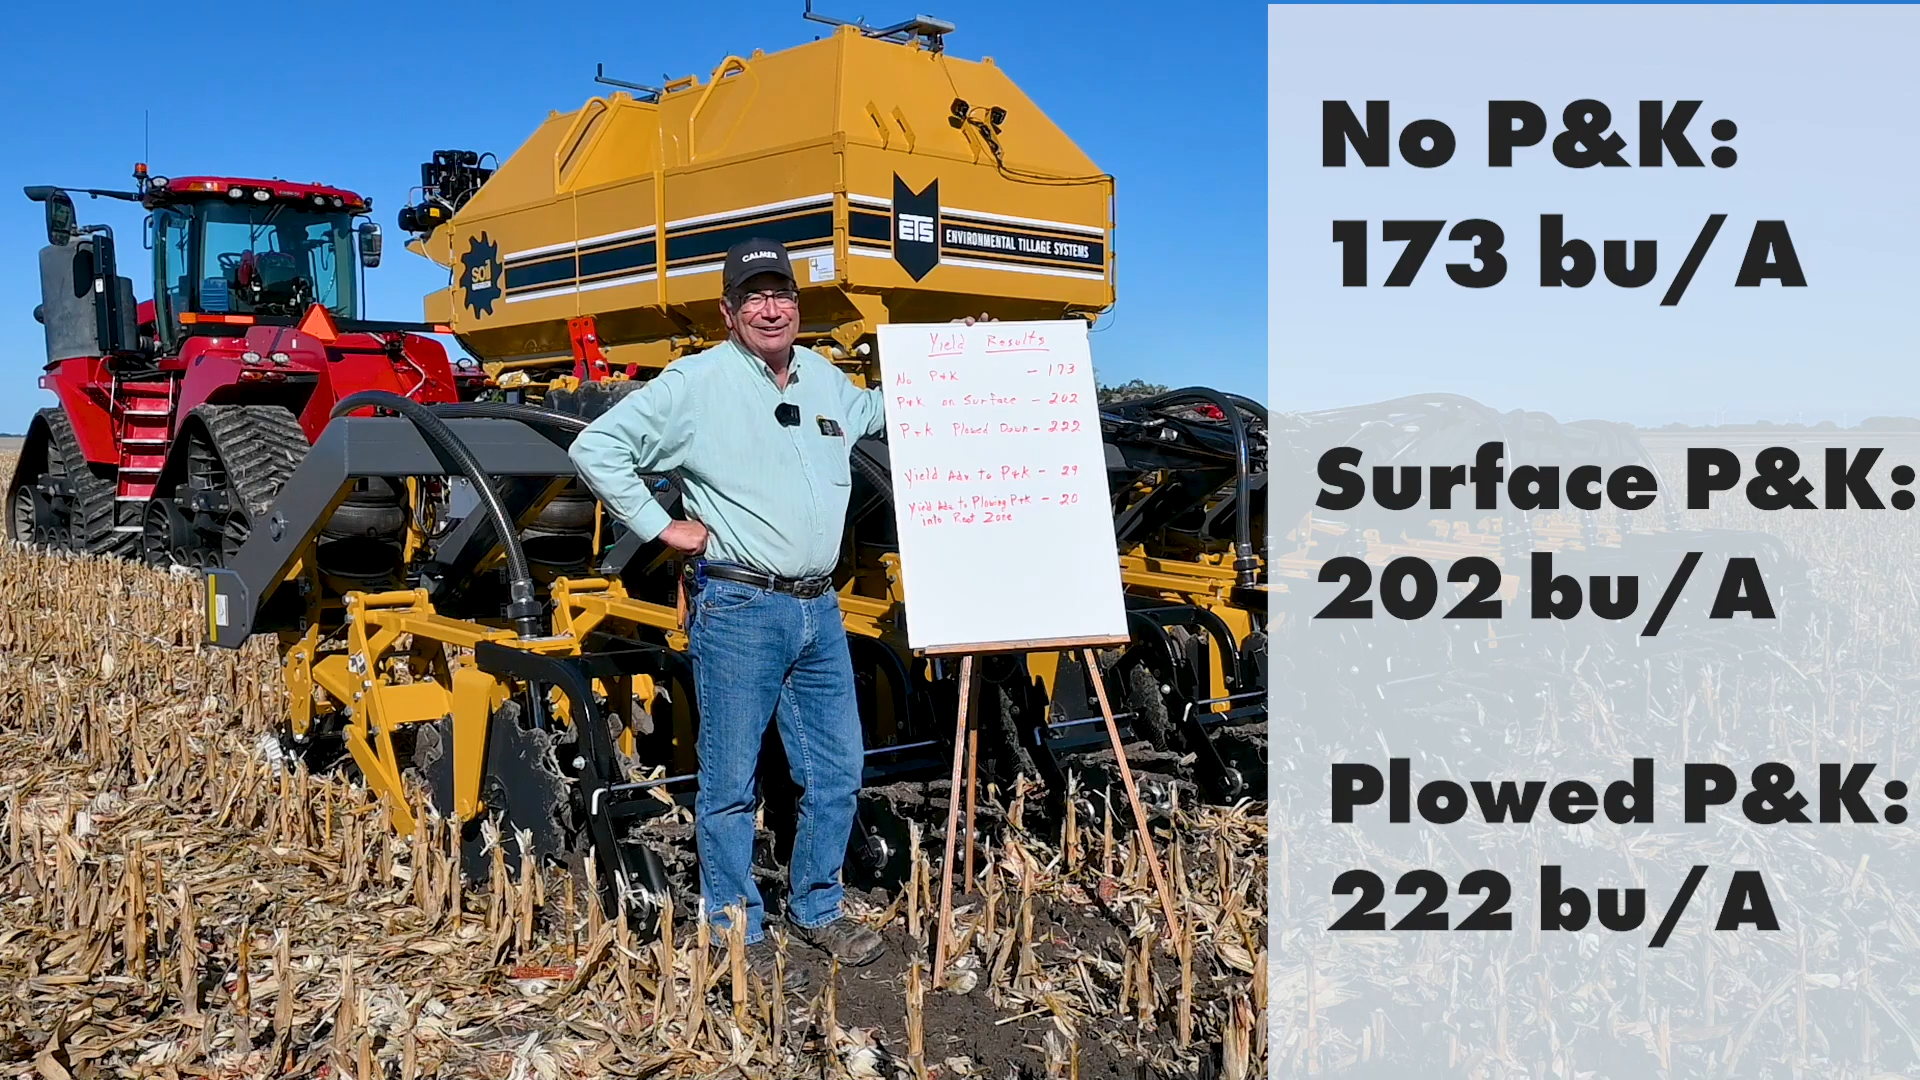 soil
ETS
ENVIRONMENTAL TILLAGE SYSTEMS
CALMER
Yield Results
No P+K - 173
P+K on Surface - 202
P+K Plowed Down - 222
Yield Adv. to P+K - 29
Yield Adv. to Plowing P+K - 20
into Root Zone
No P&K:
173 bu/A
Surface P&K:
202 bu/A
Plowed P&K:
222 bu/A